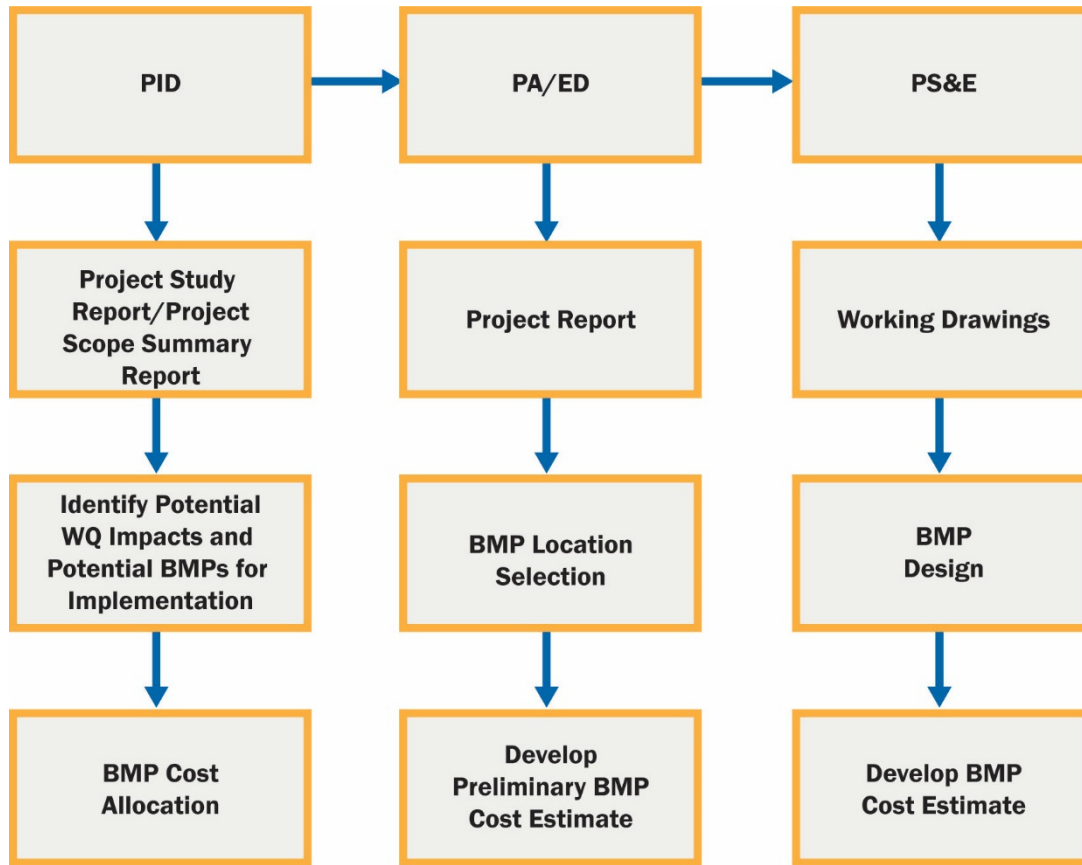 PID
PA/ED
PS&E
Project Study
Report/Project
Scope Summary
Report
Project Report
Working Drawings
Identify Potential
WQ Impacts and
Potential BMPs for
Implementation
BMP Location
Selection
BMP
Design
BMP Cost
Allocation
Develop
Preliminary BMP
Cost Estimate
Develop BMP
Cost Estimate